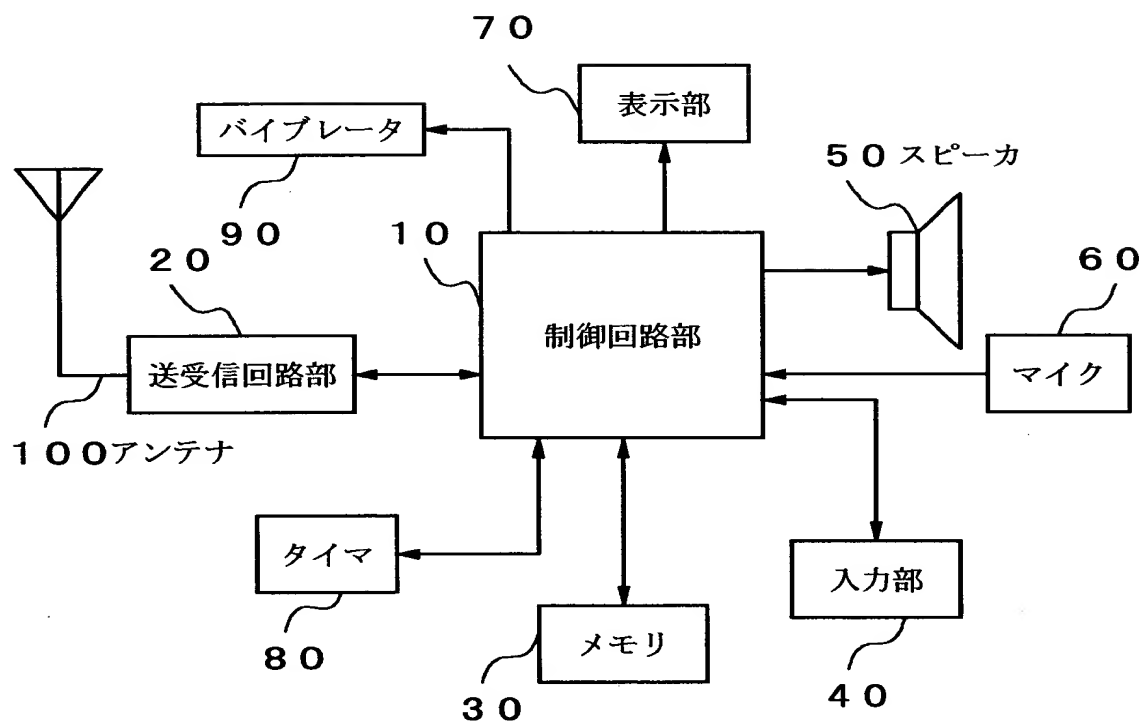 70
表示部
バイブレータ
90
50 スピーカ
10
制御回路部
20
送受信回路部
100アンテナ
60
マイク
タイマ
80
メモリ
30
入力部
40